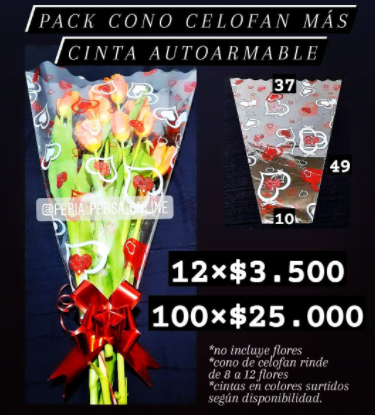 PACK CONO CELOFAN MÁS
CINTA AUTOARMABLE
37
49
@FERIA_PERSA_ONLINE
10
12×$3.500
100×$25.000
*no incluye flores
*cono de celofan rinde
de 8 a 12 flores
*cintas en colores surtidos
según disponibilidad.